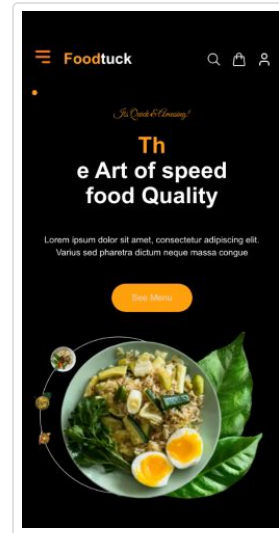 Foodtuck
Its Quick & Amusing!
Th
e Art of speed
food Quality
Lorem ipsum dolor sit amet, consectetur adipiscing elit.
Varius sed pharetra dictum neque massa congue
See Menu